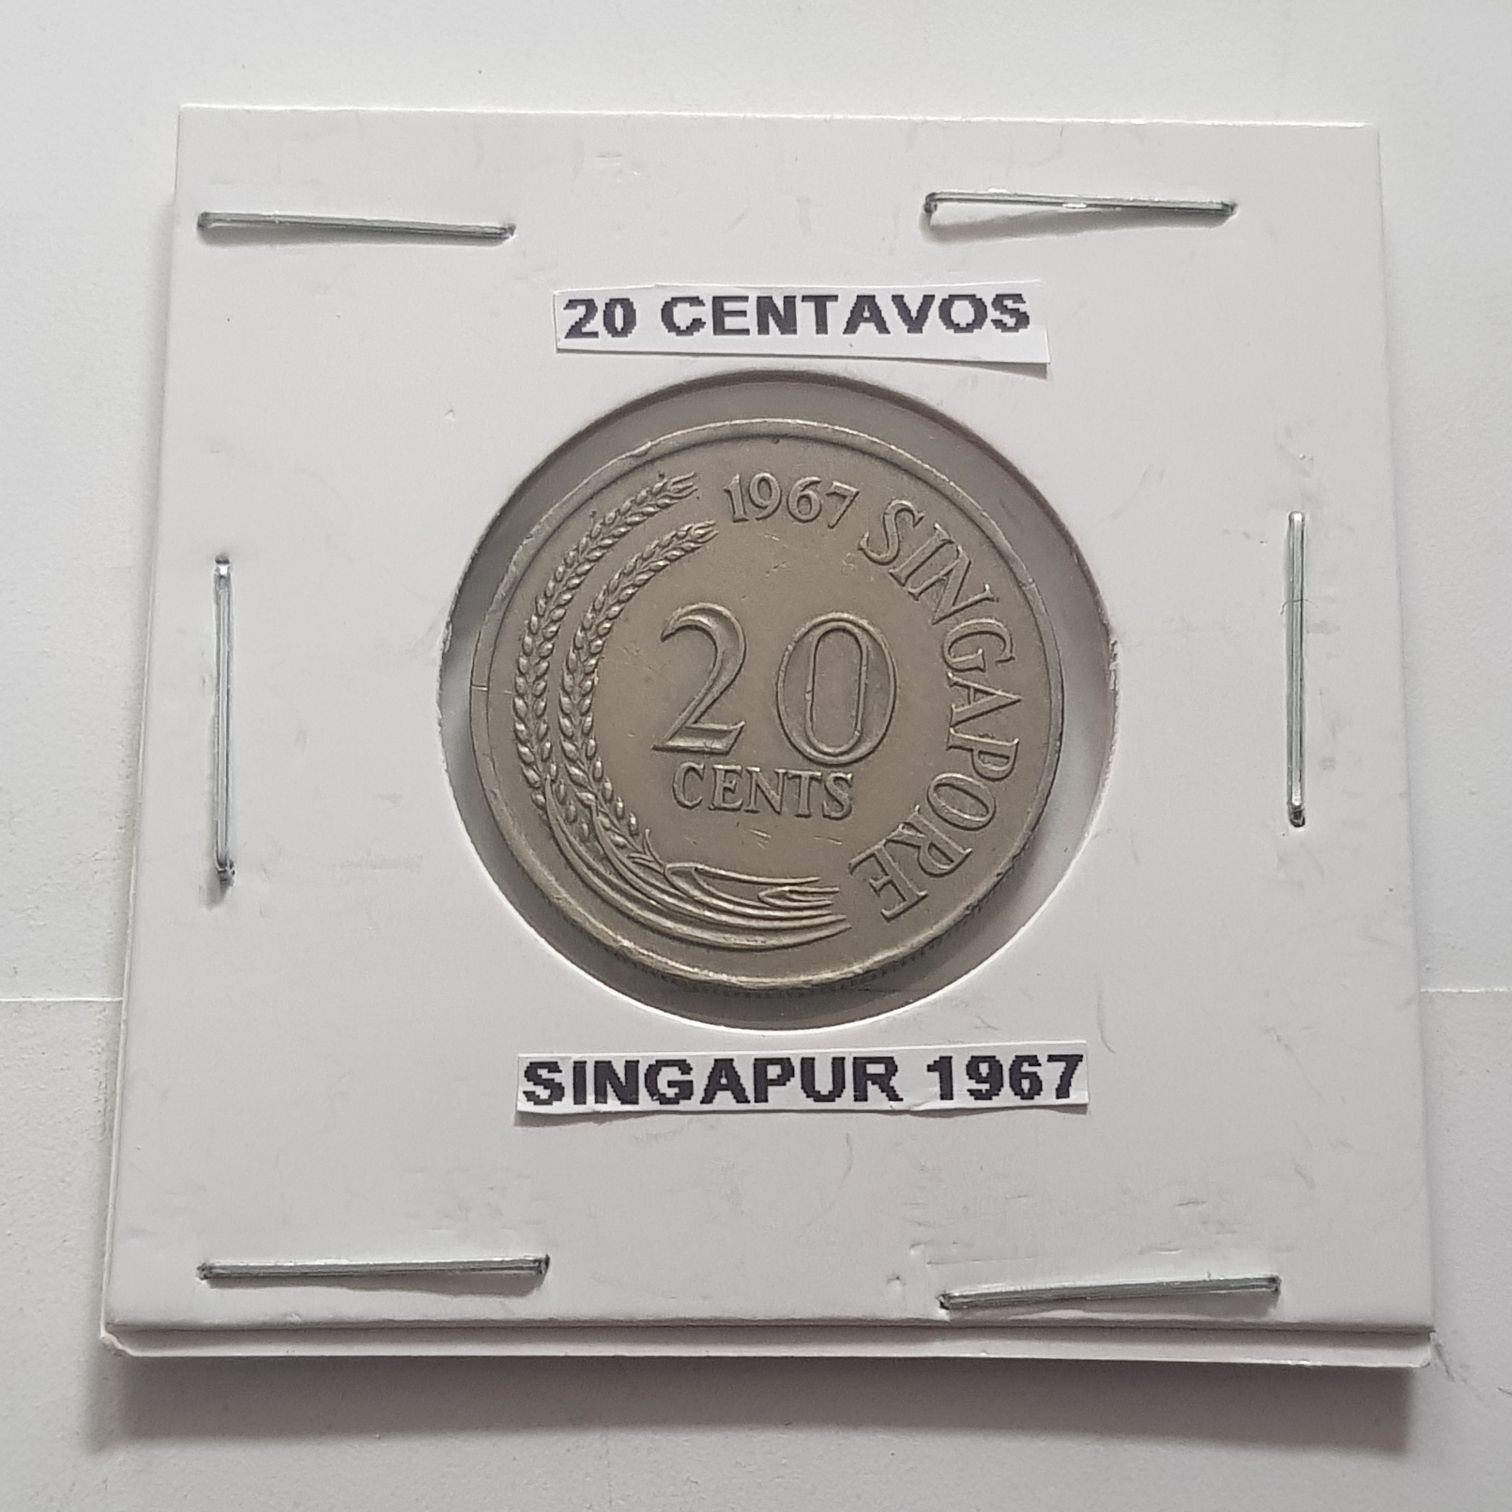 20 CENTAVOS
1967 SINGAPORE
20
CENTS
SINGAPUR 1967